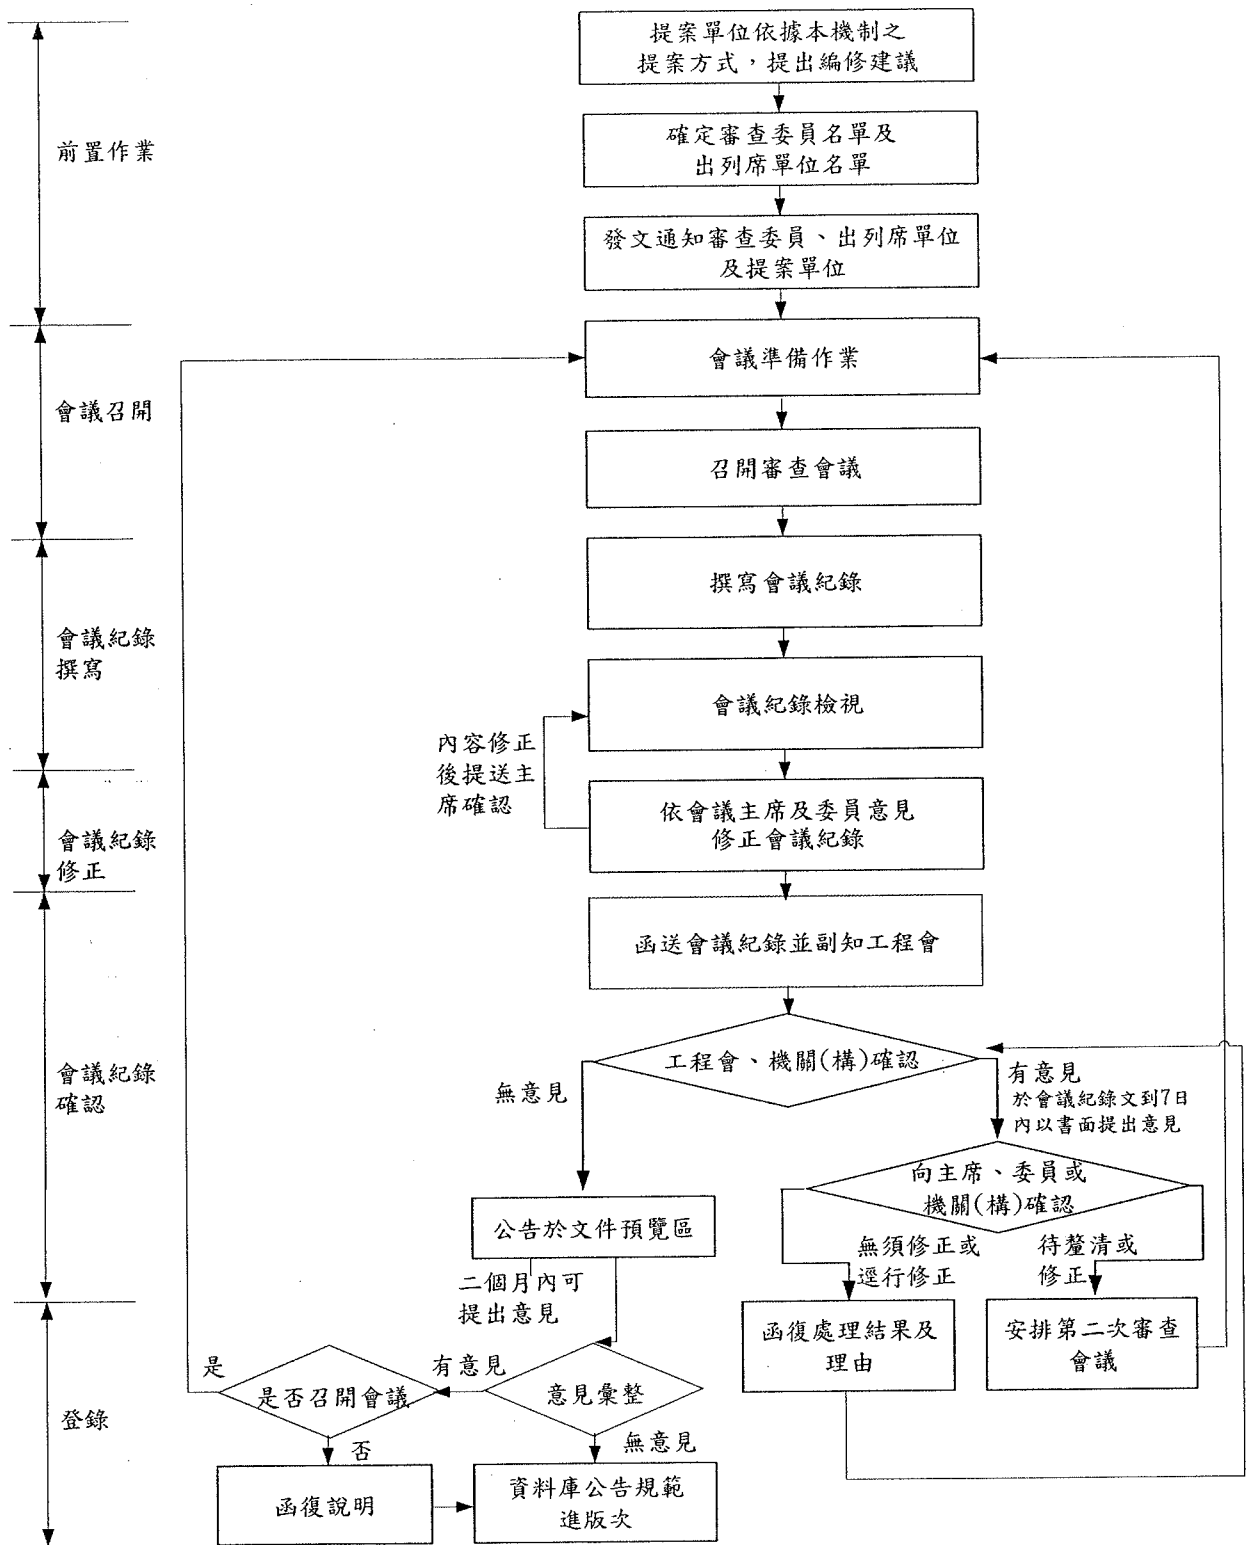 提案單位依據本機制之
提案方式，提出編修建議
前置作業
確定審查委員名單及
出列席單位名單
發文通知審查委員、出列席單位
及提案單位
會議準備作業
會議召開
召開審查會議
撰寫會議紀錄
會議紀錄
撰寫
會議紀錄檢視
內容修正
後提送主
席確認
依會議主席及委員意見
修正會議紀錄
會議紀錄
修正
函送會議紀錄並副知工程會
工程會、機關(構)確認
會議紀錄
確認
無意見
有意見
於會議紀錄文到7日
內以書面提出意見
向主席、委員或
機關(構)確認
公告於文件預覽區
無須修正或
逕行修正
待釐清或
修正
二個月內可
提出意見
函復處理結果及
理由
安排第二次審查
會議
是
有意見
是否召開會議
意見彙整
登錄
否
無意見
函復說明
資料庫公告規範
進版次